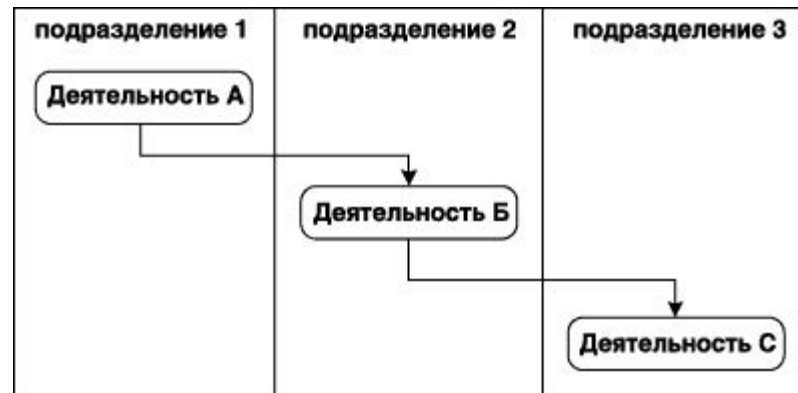 подразделение 1
подразделение 2
подразделение 3
Деятельность А
Деятельность Б
Деятельность С